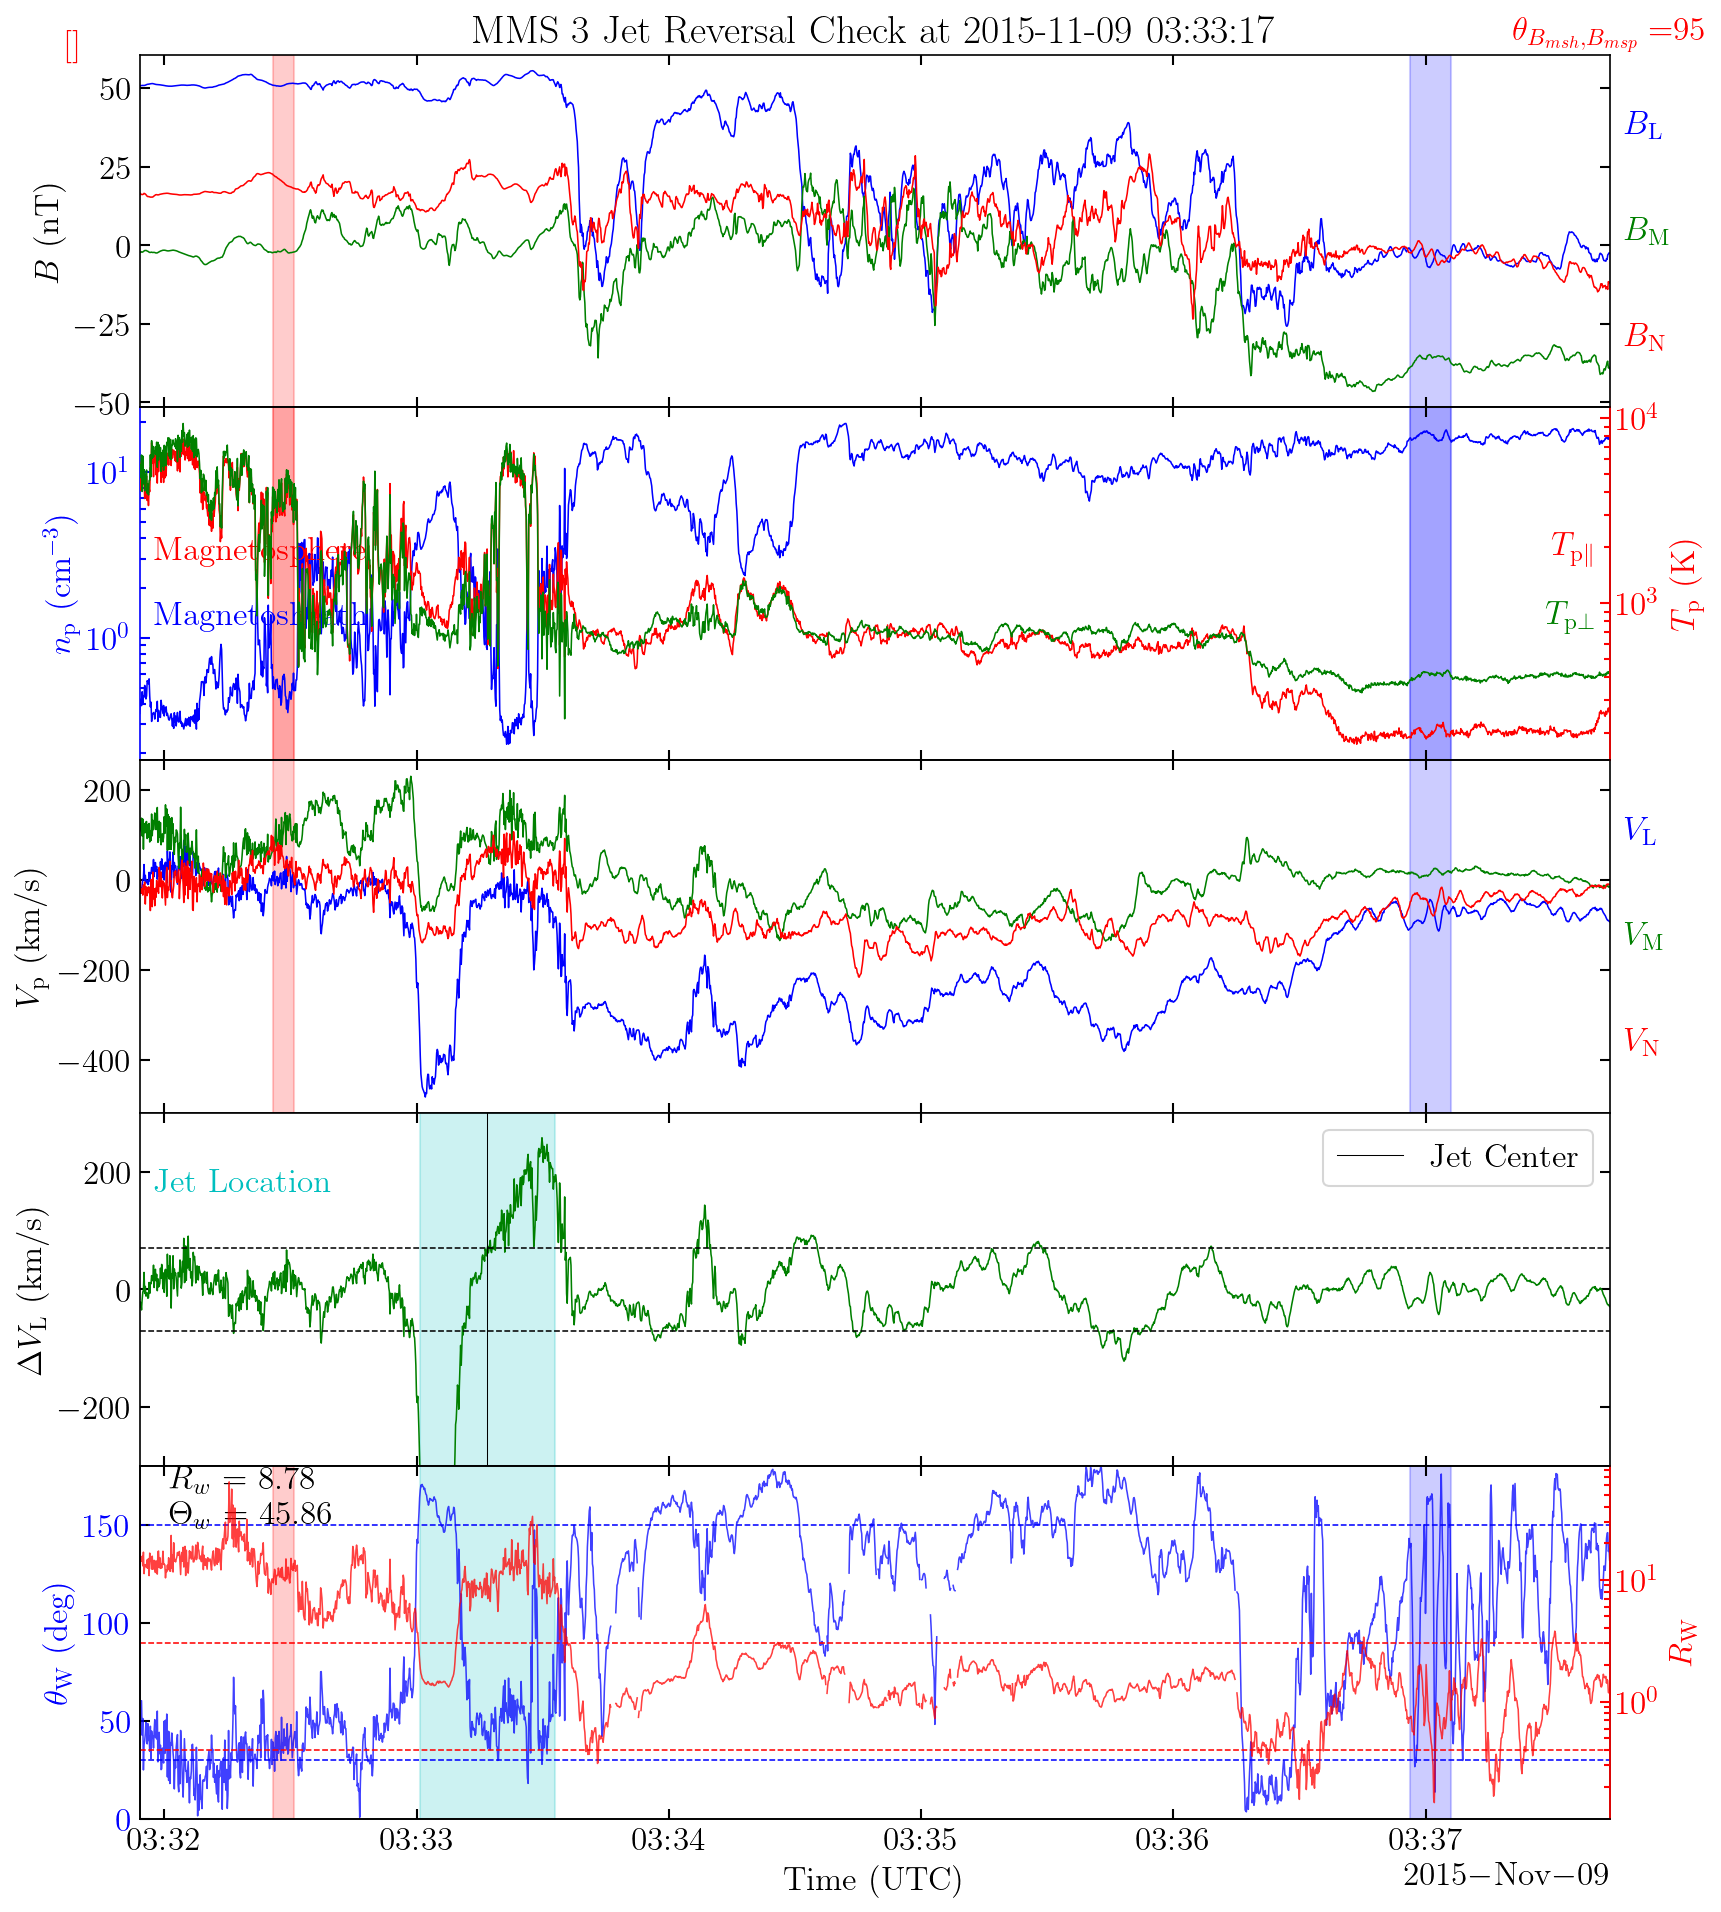 MMS 3 Jet Reversal Check at 2015-11-09 03:33:17
[]
θ_{B_{msh},B_{msp}} =95
50
25
0
−25
−50
B (nT)
B_L
B_M
B_N
10^1
10^0
n_p (cm^{−3})
Magnetosphere
Magnetosheath
10^4
10^3
T_{p∥}
T_{p⊥}
T_p (K)
200
0
−200
−400
V_p (km/s)
V_L
V_M
V_N
200
0
−200
ΔV_L (km/s)
Jet Location
Jet Center
R_w = 8.78
Θ_w = 45.86
150
100
50
0
θ_W (deg)
10^1
10^0
R_W
03:32 03:33 03:34 03:35 03:36 03:37
Time (UTC)
2015−Nov−09